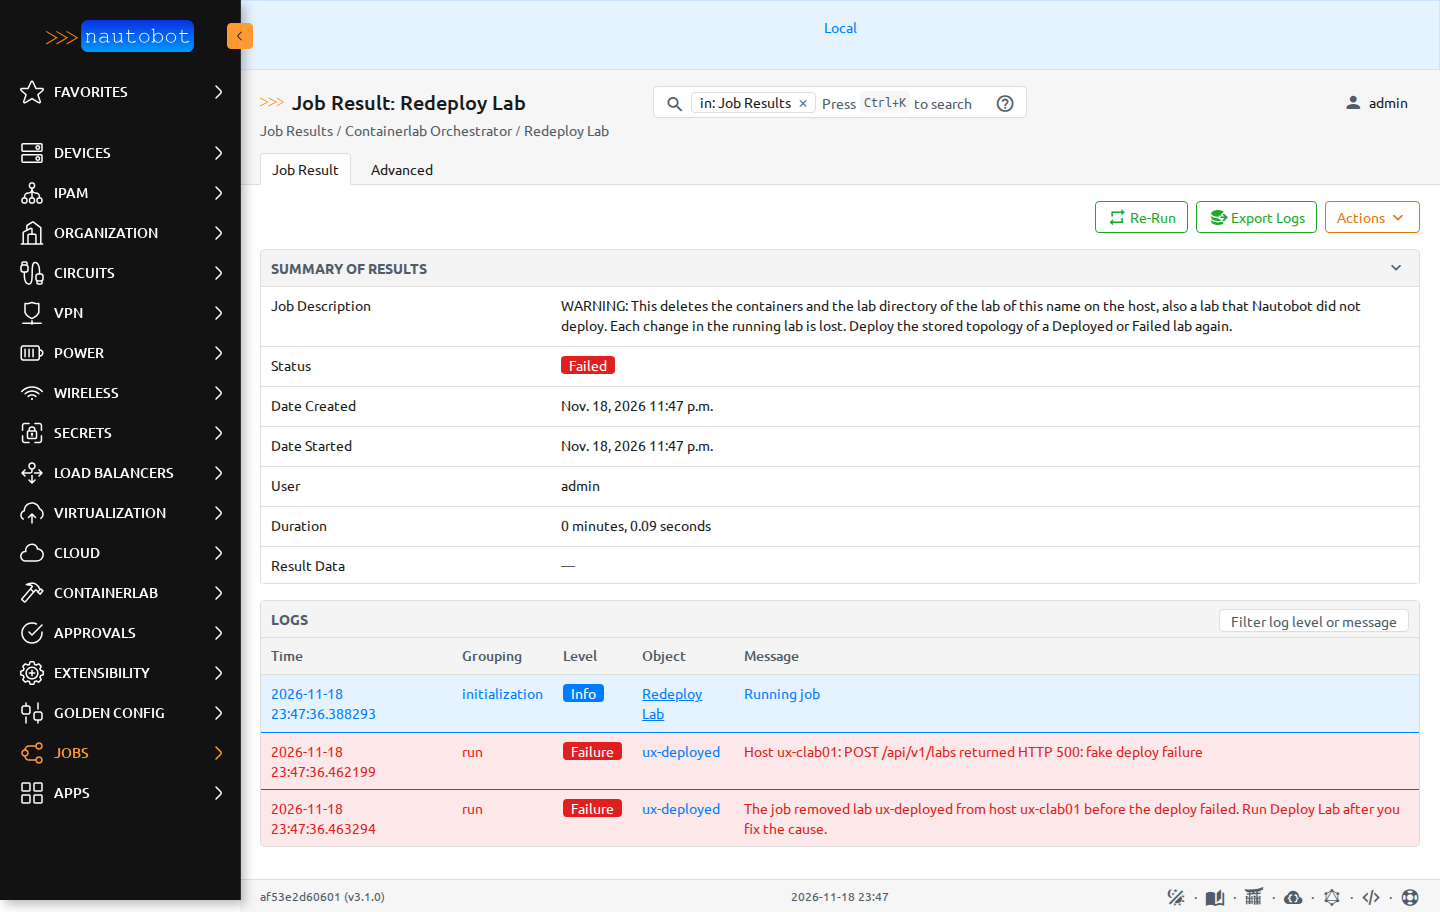 nautobot
Local
FAVORITES
DEVICES
IPAM
ORGANIZATION
CIRCUITS
VPN
POWER
WIRELESS
SECRETS
LOAD BALANCERS
VIRTUALIZATION
CLOUD
CONTAINERLAB
APPROVALS
EXTENSIBILITY
GOLDEN CONFIG
JOBS
APPS
Job Result: Redeploy Lab
in: Job Results × Press Ctrl+K to search
admin
Job Results / Containerlab Orchestrator / Redeploy Lab
Job Result Advanced
Re-Run Export Logs Actions
SUMMARY OF RESULTS
Job Description WARNING: This deletes the containers and the lab directory of the lab of this name on the host, also a lab that Nautobot did not
deploy. Each change in the running lab is lost. Deploy the stored topology of a Deployed or Failed lab again.
Status Failed
Date Created Nov. 18, 2026 11:47 p.m.
Date Started Nov. 18, 2026 11:47 p.m.
User admin
Duration 0 minutes, 0.09 seconds
Result Data —
LOGS Filter log level or message
Time Grouping Level Object Message
2026-11-18 initialization Info Redeploy Running job
23:47:36.388293 Lab
2026-11-18 run Failure ux-deployed Host ux-clab01: POST /api/v1/labs returned HTTP 500: fake deploy failure
23:47:36.462199
2026-11-18 run Failure ux-deployed The job removed lab ux-deployed from host ux-clab01 before the deploy failed. Run Deploy Lab after you
23:47:36.463294 fix the cause.
af53e2d60601 (v3.1.0) 2026-11-18 23:47